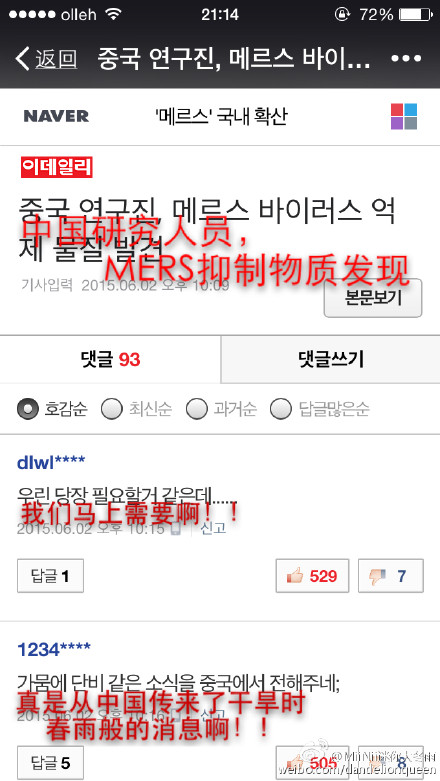 olleh 21:14 72%
返回 중국 연구진, 메르스 바이... •••
NAVER '메르스' 국내 확산
이데일리
중국 연구진, 메르스 바이러스 억
제 물질 발견
中国研究人员,
MERS抑制物质发现
기사입력 2015.06.02 오후 10:09
본문보기
댓글 93 댓글쓰기
호감순 최신순 과거순 답글많은순
dlwl****
우리 당장 필요할거 같은데......
我们马上需要啊！！
2015.06.02 오후 10:15 신고
답글 1 529 7
1234****
가뭄에 단비 같은 소식을 중국에서 전해주네;
真是从中国传来了干旱时
春雨般的消息啊！！
2015.06.02 오후 신고
답글 5 505 8
weibo.com/dandelionqueen